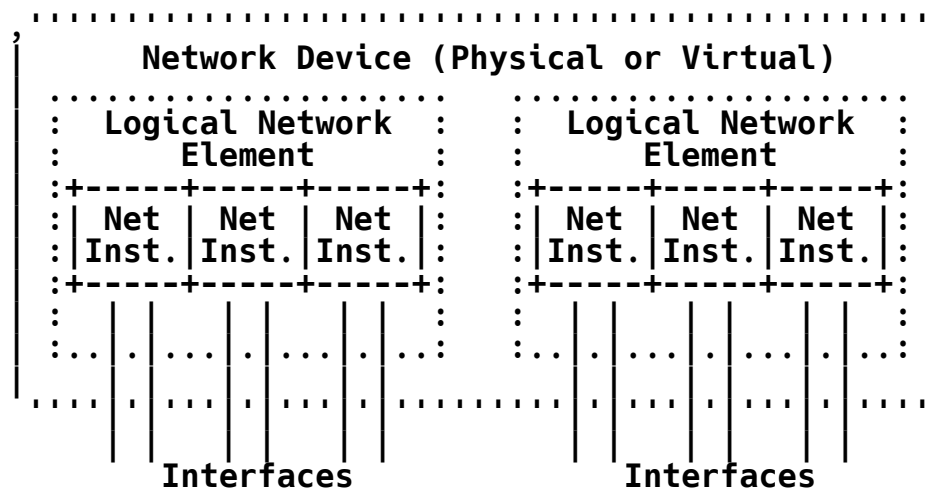 Network Device (Physical or Virtual)
Logical Network Logical Network
Element Element
Net Net Net Net Net Net
Inst. Inst. Inst. Inst. Inst. Inst.
Interfaces Interfaces